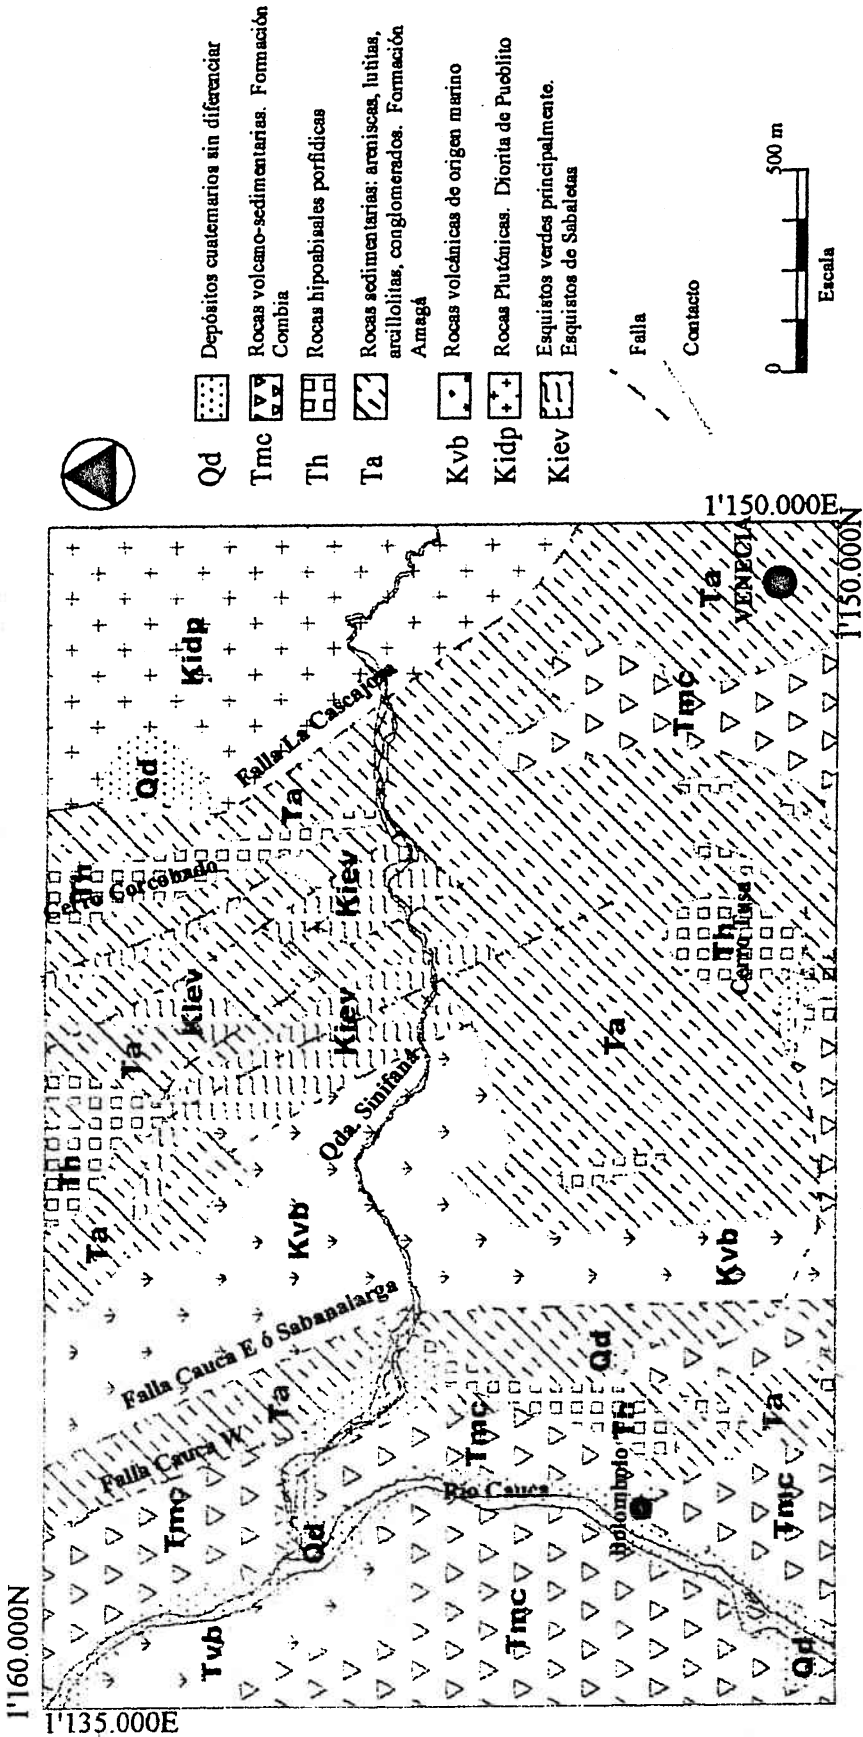 1'160.000N
1'135.000E
1'150.000E
1'150.000N
Qd
Depósitos cuaternarios sin diferenciar
Tmc
Rocas volcano-sedimentarias. Formación
Combia
Th
Rocas hipoabisales porfídicas
Ta
Rocas sedimentarias: areniscas, lutitas,
arcillolitas, conglomerados. Formación
Amagá
Kvb
Rocas volcánicas de origen marino
Kidp
Rocas Plutónicas. Diorita de Pueblito
Kiev
Esquistos verdes principalmente.
Esquistos de Sabaletas
Falla
Contacto
0
500 m
Escala
Tvb
Tmc
Falla Cauca W
Ta
Falla Cauca E ó Sabanalarga
Ta
Th
Ta
Kiev
Th
Cerro Corcobado
Qd
Kidp
Qd
Kvb
Qda. Sinifaná
Kiev
Kiev
Ta
Falla La Cascajosa
Tmc
Río Cauca
Tmc
Qd
Bolombolo
Th
Ta
Th
Cerro Tusa
Tmc
Ta
VENECIA
Qd
Tmc
Ta
Kvb